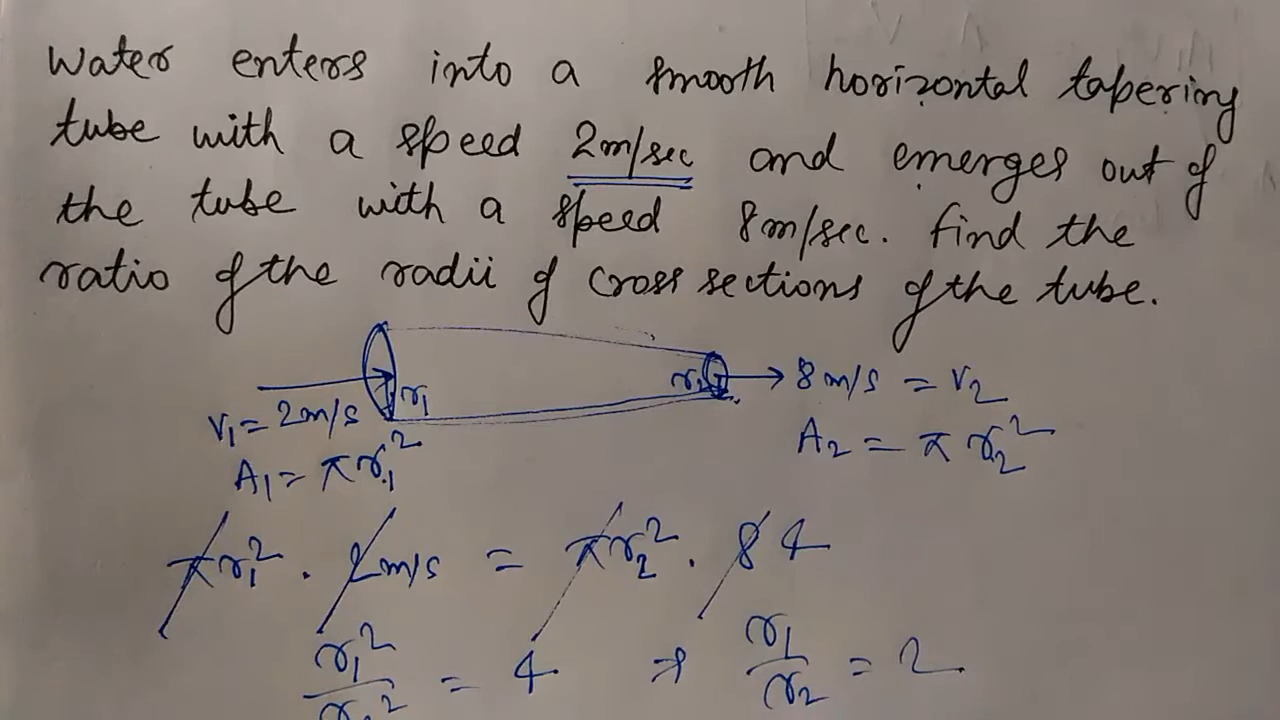 Water enters into a smooth horizontal tapering
tube with a speed 2m/sec and emerges out of
the tube with a speed 8m/sec. find the
ratio of the radii of cross sections of the tube.
r₁ r₂ → 8m/s = V₂
V₁ = 2m/s
A₁ = πr₁² A₂ = πr₂²
πr₁² . 2m/s = πr₂² . 8 4
r₁²/r₂² = 4 ⇒ r₁/r₂ = 2